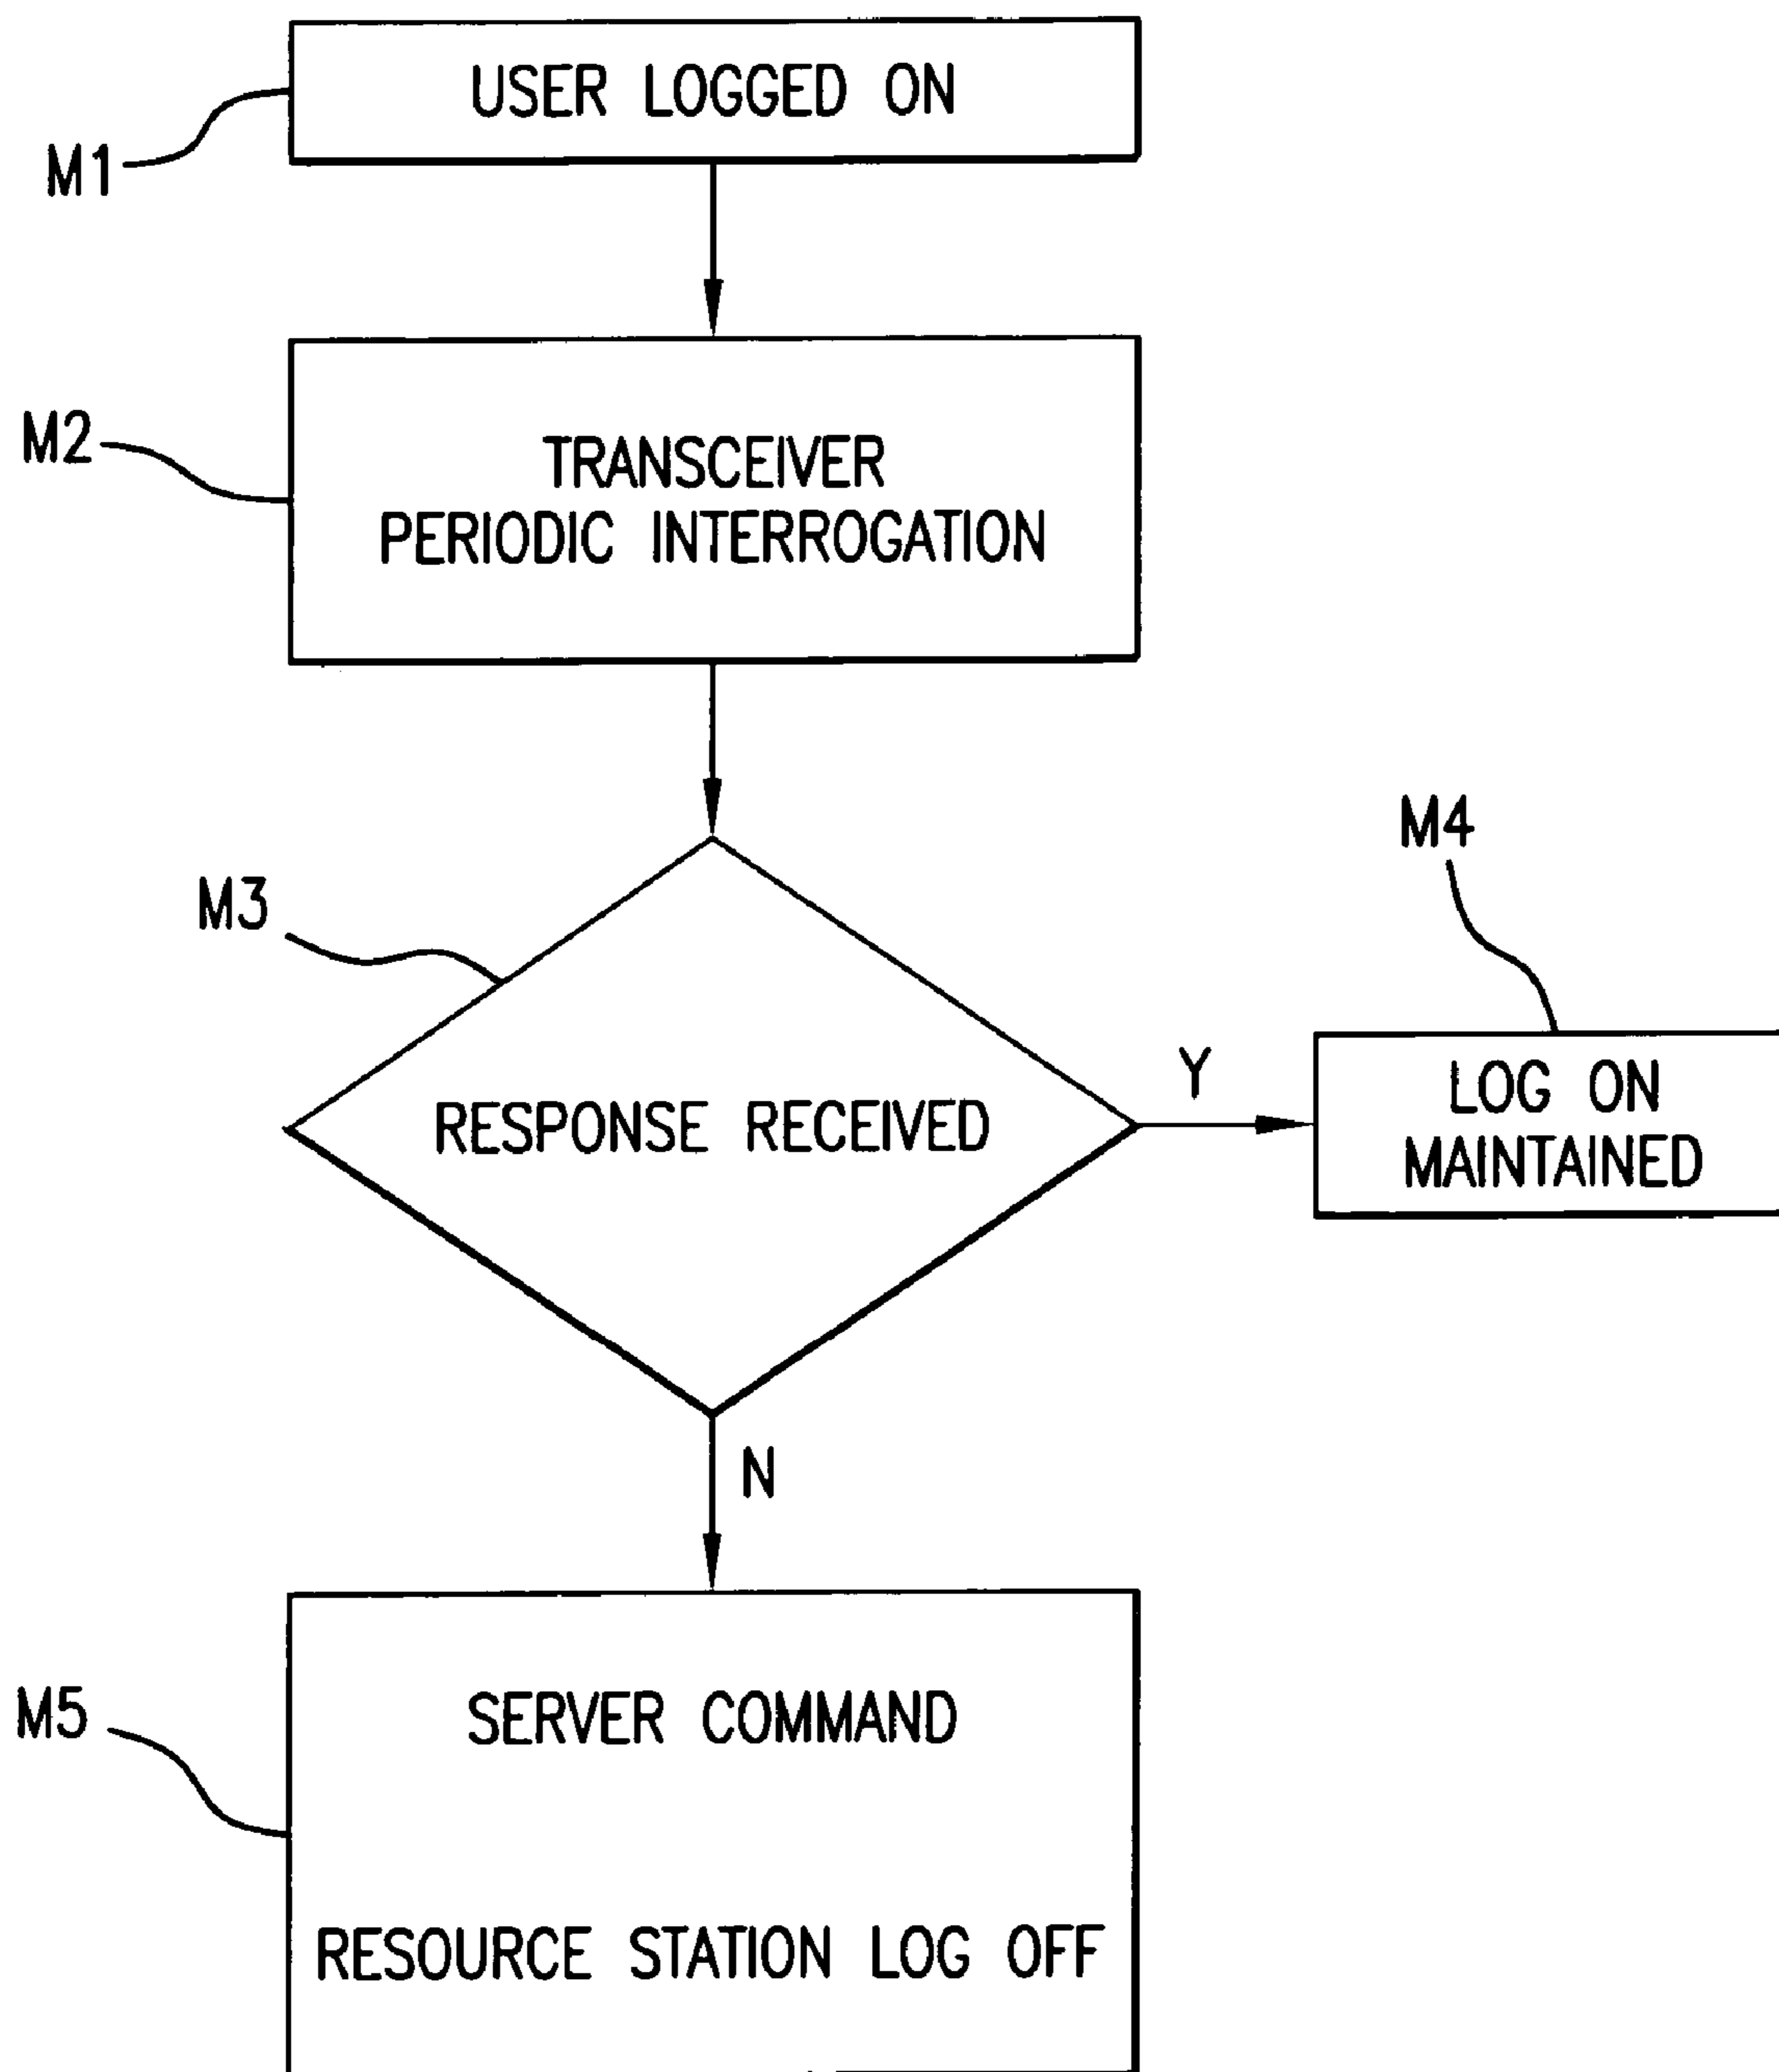 USER LOGGED ON
M1
M2
TRANSCEIVER
PERIODIC INTERROGATION
M3
RESPONSE RECEIVED
Y
M4
LOG ON
MAINTAINED
N
M5
SERVER COMMAND
RESOURCE STATION LOG OFF